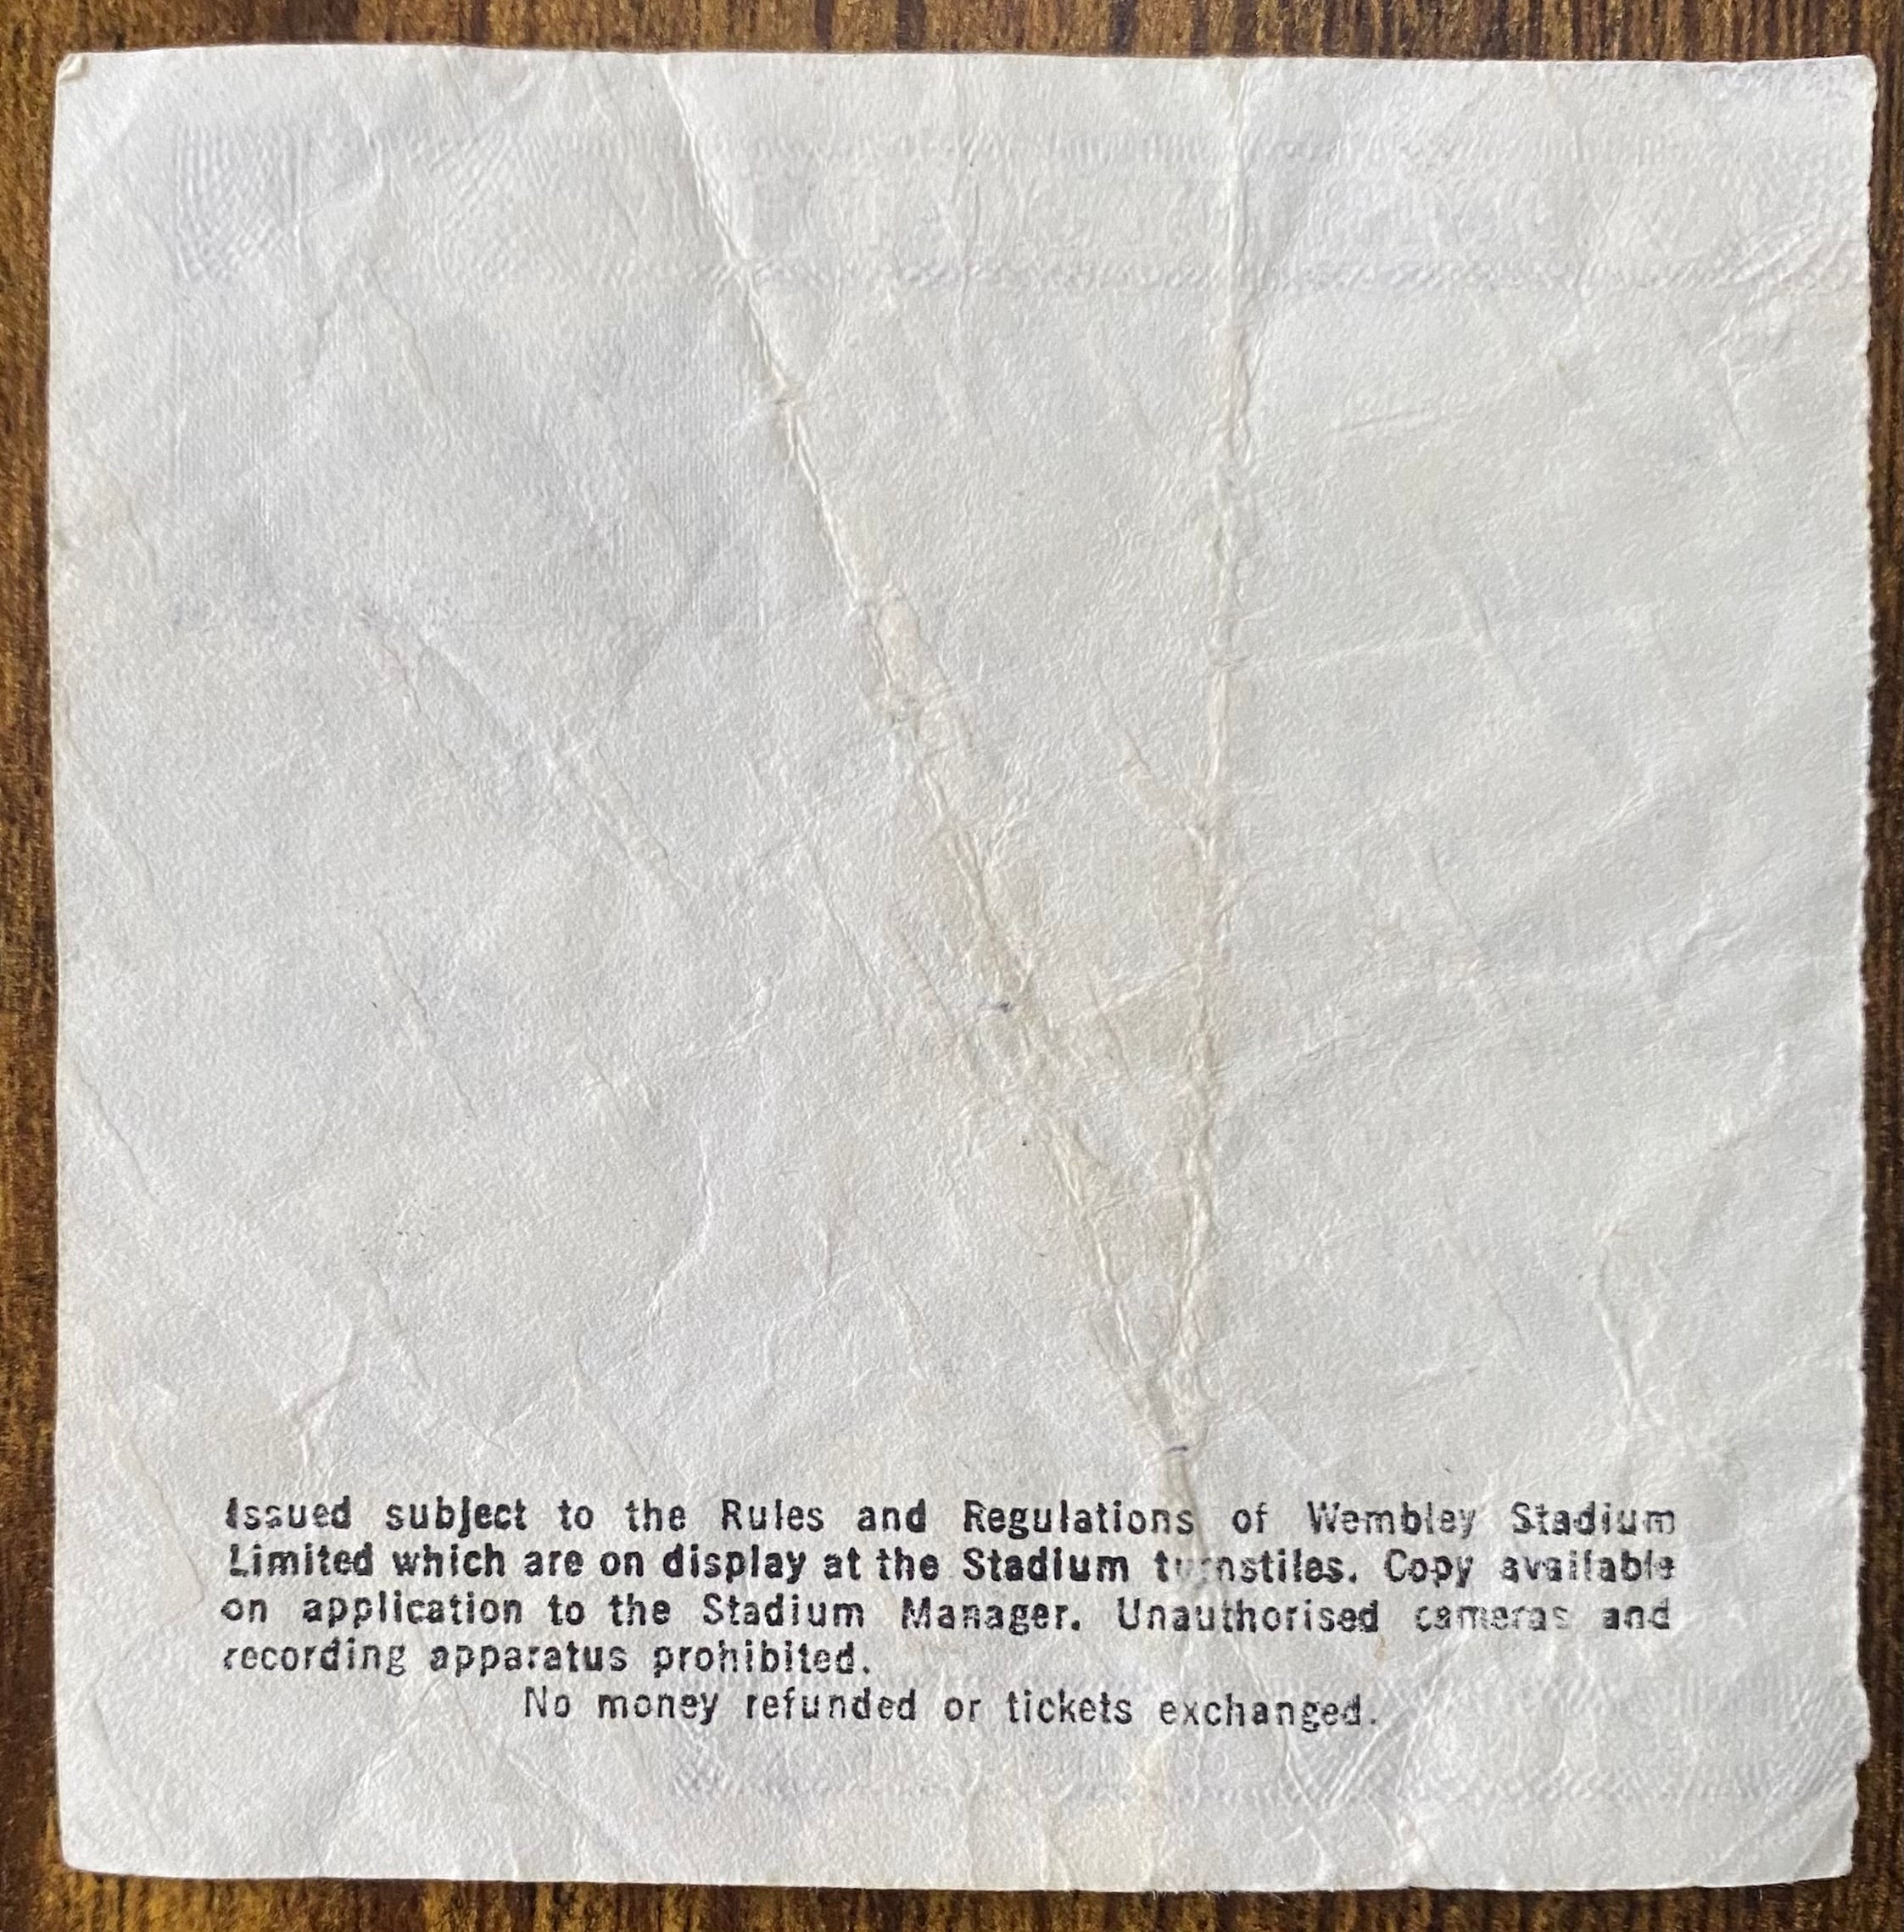 Issued subject to the Rules and Regulations of Wembley Stadium
Limited which are on display at the Stadium turnstiles. Copy available
on application to the Stadium Manager. Unauthorised cameras and
recording apparatus prohibited.
No money refunded or tickets exchanged.